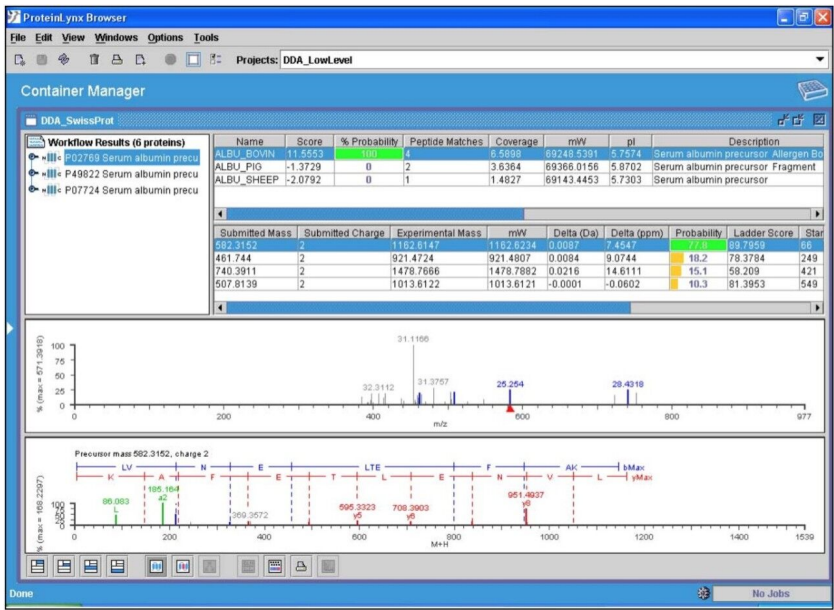 ProteinLynx Browser
File Edit View Windows Options Tools
Projects: DDA_LowLevel
Container Manager
DDA_SwissProt
Workflow Results (6 proteins)
P02769 Serum albumin precu
P49822 Serum albumin precu
P07724 Serum albumin precu
Name Score % Probability Peptide Matches Coverage mW pI Description
ALBU_BOVIN 11.5553 100 4 6.5898 69248.5391 5.7574 Serum albumin precursor Allergen Bo
ALBU_PIG -1.3729 0 2 3.6364 69366.0156 5.8702 Serum albumin precursor Fragment
ALBU_SHEEP -2.0792 0 1 1.4827 69143.4453 5.7303 Serum albumin precursor
Submitted Mass Submitted Charge Experimental Mass mW Delta (Da) Delta (ppm) Probability Ladder Score Star
582.3152 2 1162.6147 1162.6234 0.0087 7.4547 77.8 89.7959 66
461.744 2 921.4724 921.4807 0.0084 9.0744 18.2 78.3784 249
740.3911 2 1478.7666 1478.7882 0.0216 14.6111 15.1 58.209 421
507.8139 2 1013.6122 1013.6121 -0.0001 -0.0602 10.3 81.3953 549
% (max = 571.3918)
100
75
50
25
0
31.1166
32.3112 31.3757 25.254 28.4318
0 200 400 600 800 977
m/z
Precursor mass 582.3152, charge 2
LV N E LTE F AK bMax
K A F E T L E N V L yMax
% (max = 168.2297)
100
75
50
25
0
86.083
L
185.164
a2
369.3572
595.3323
y5
708.3903
y6
951.4937
y8
0 200 400 600 800 1000 1200 1400 1539
M+H
Done No Jobs